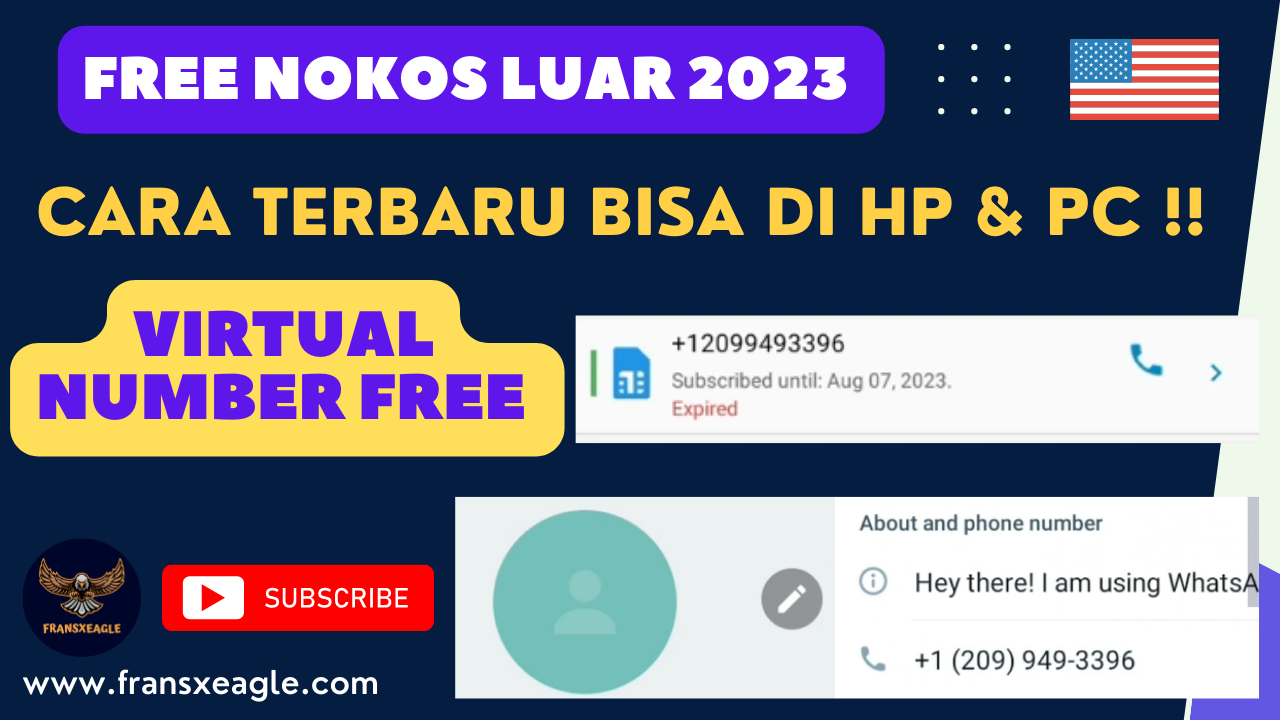 FREE NOKOS LUAR 2023
CARA TERBARU BISA DI HP & PC !!
VIRTUAL
NUMBER FREE
+12099493396
Subscribed until: Aug 07, 2023.
Expired
About and phone number
Hey there! I am using WhatsA
+1 (209) 949-3396
FRANSXEAGLE
SUBSCRIBE
www.fransxeagle.com